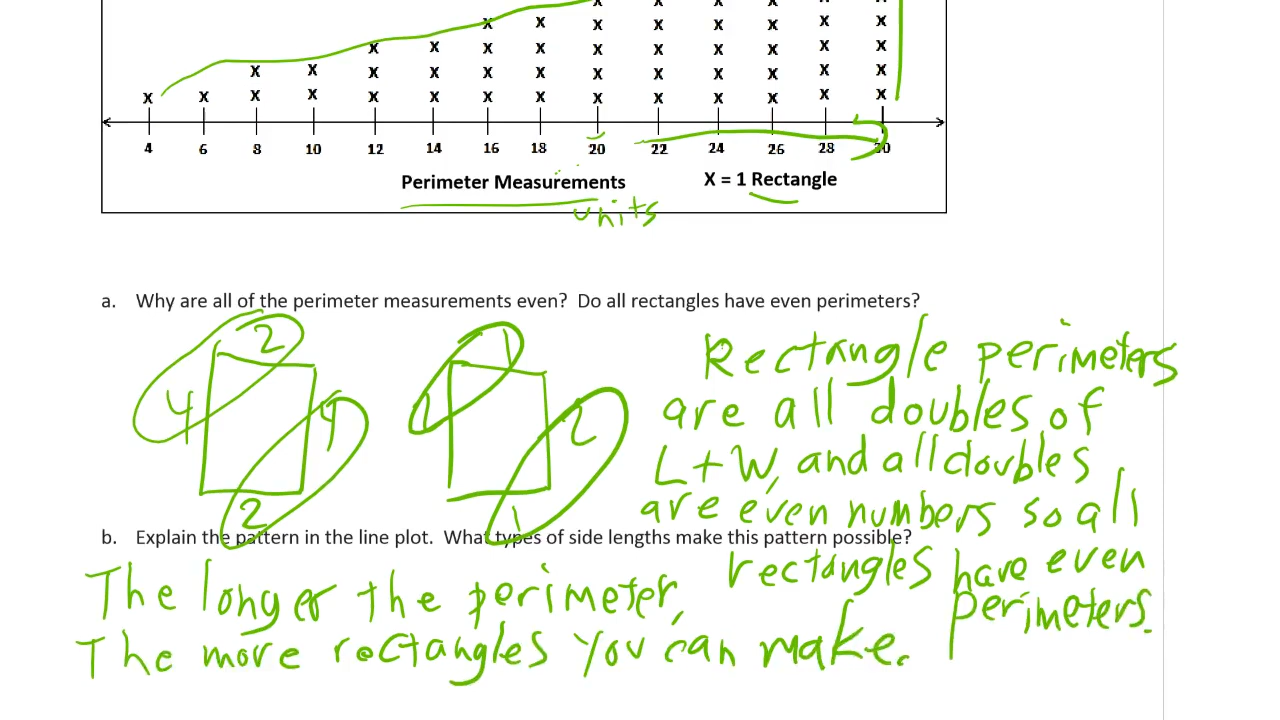 X X X X X X
X X X X X X X X
X X X X X X X X X X
X X X X X X X X X X X X
X X X X X X X X X X X X X X
4 6 8 10 12 14 16 18 20 22 24 26 28 30
Perimeter Measurements X = 1 Rectangle
units
a. Why are all of the perimeter measurements even? Do all rectangles have even perimeters?
2 1
4 4 2 2
2 1
Rectangle perimeters
are all doubles of
L+W, and all doubles
are even numbers so all
rectangles have even
perimeters.
b. Explain the pattern in the line plot. What types of side lengths make this pattern possible?
The longer the perimeter,
The more rectangles you can make.